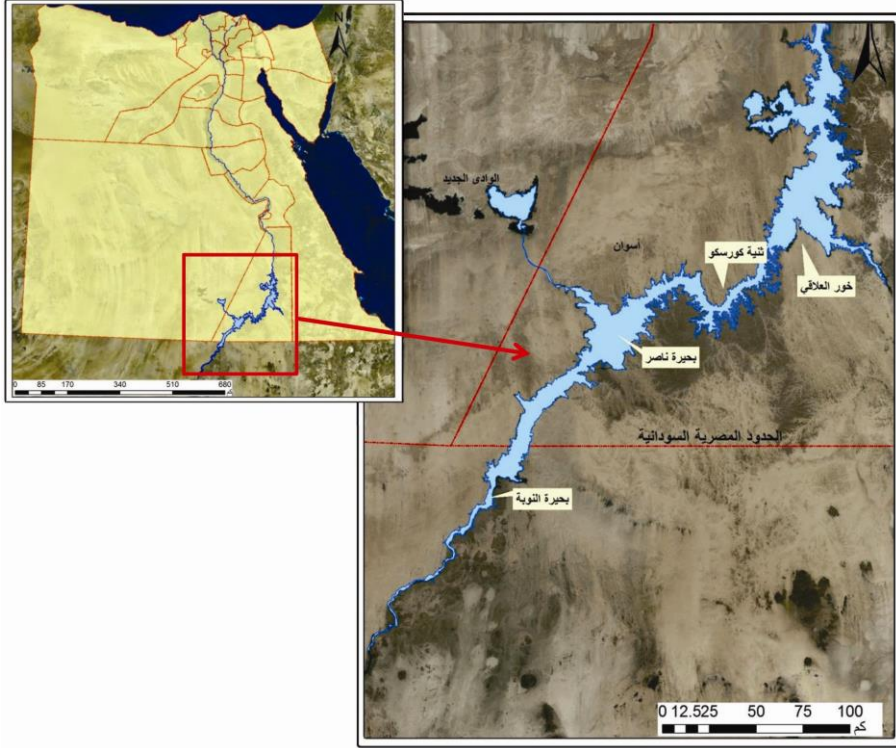 N
0 85 170 340 510 680
كم
الوادى الجديد
أسوان
ثنية كورسكو
خور العلاقي
بحيرة ناصر
الحدود المصرية السودانية
بحيرة النوبة
0 12.525 50 75 100
كم